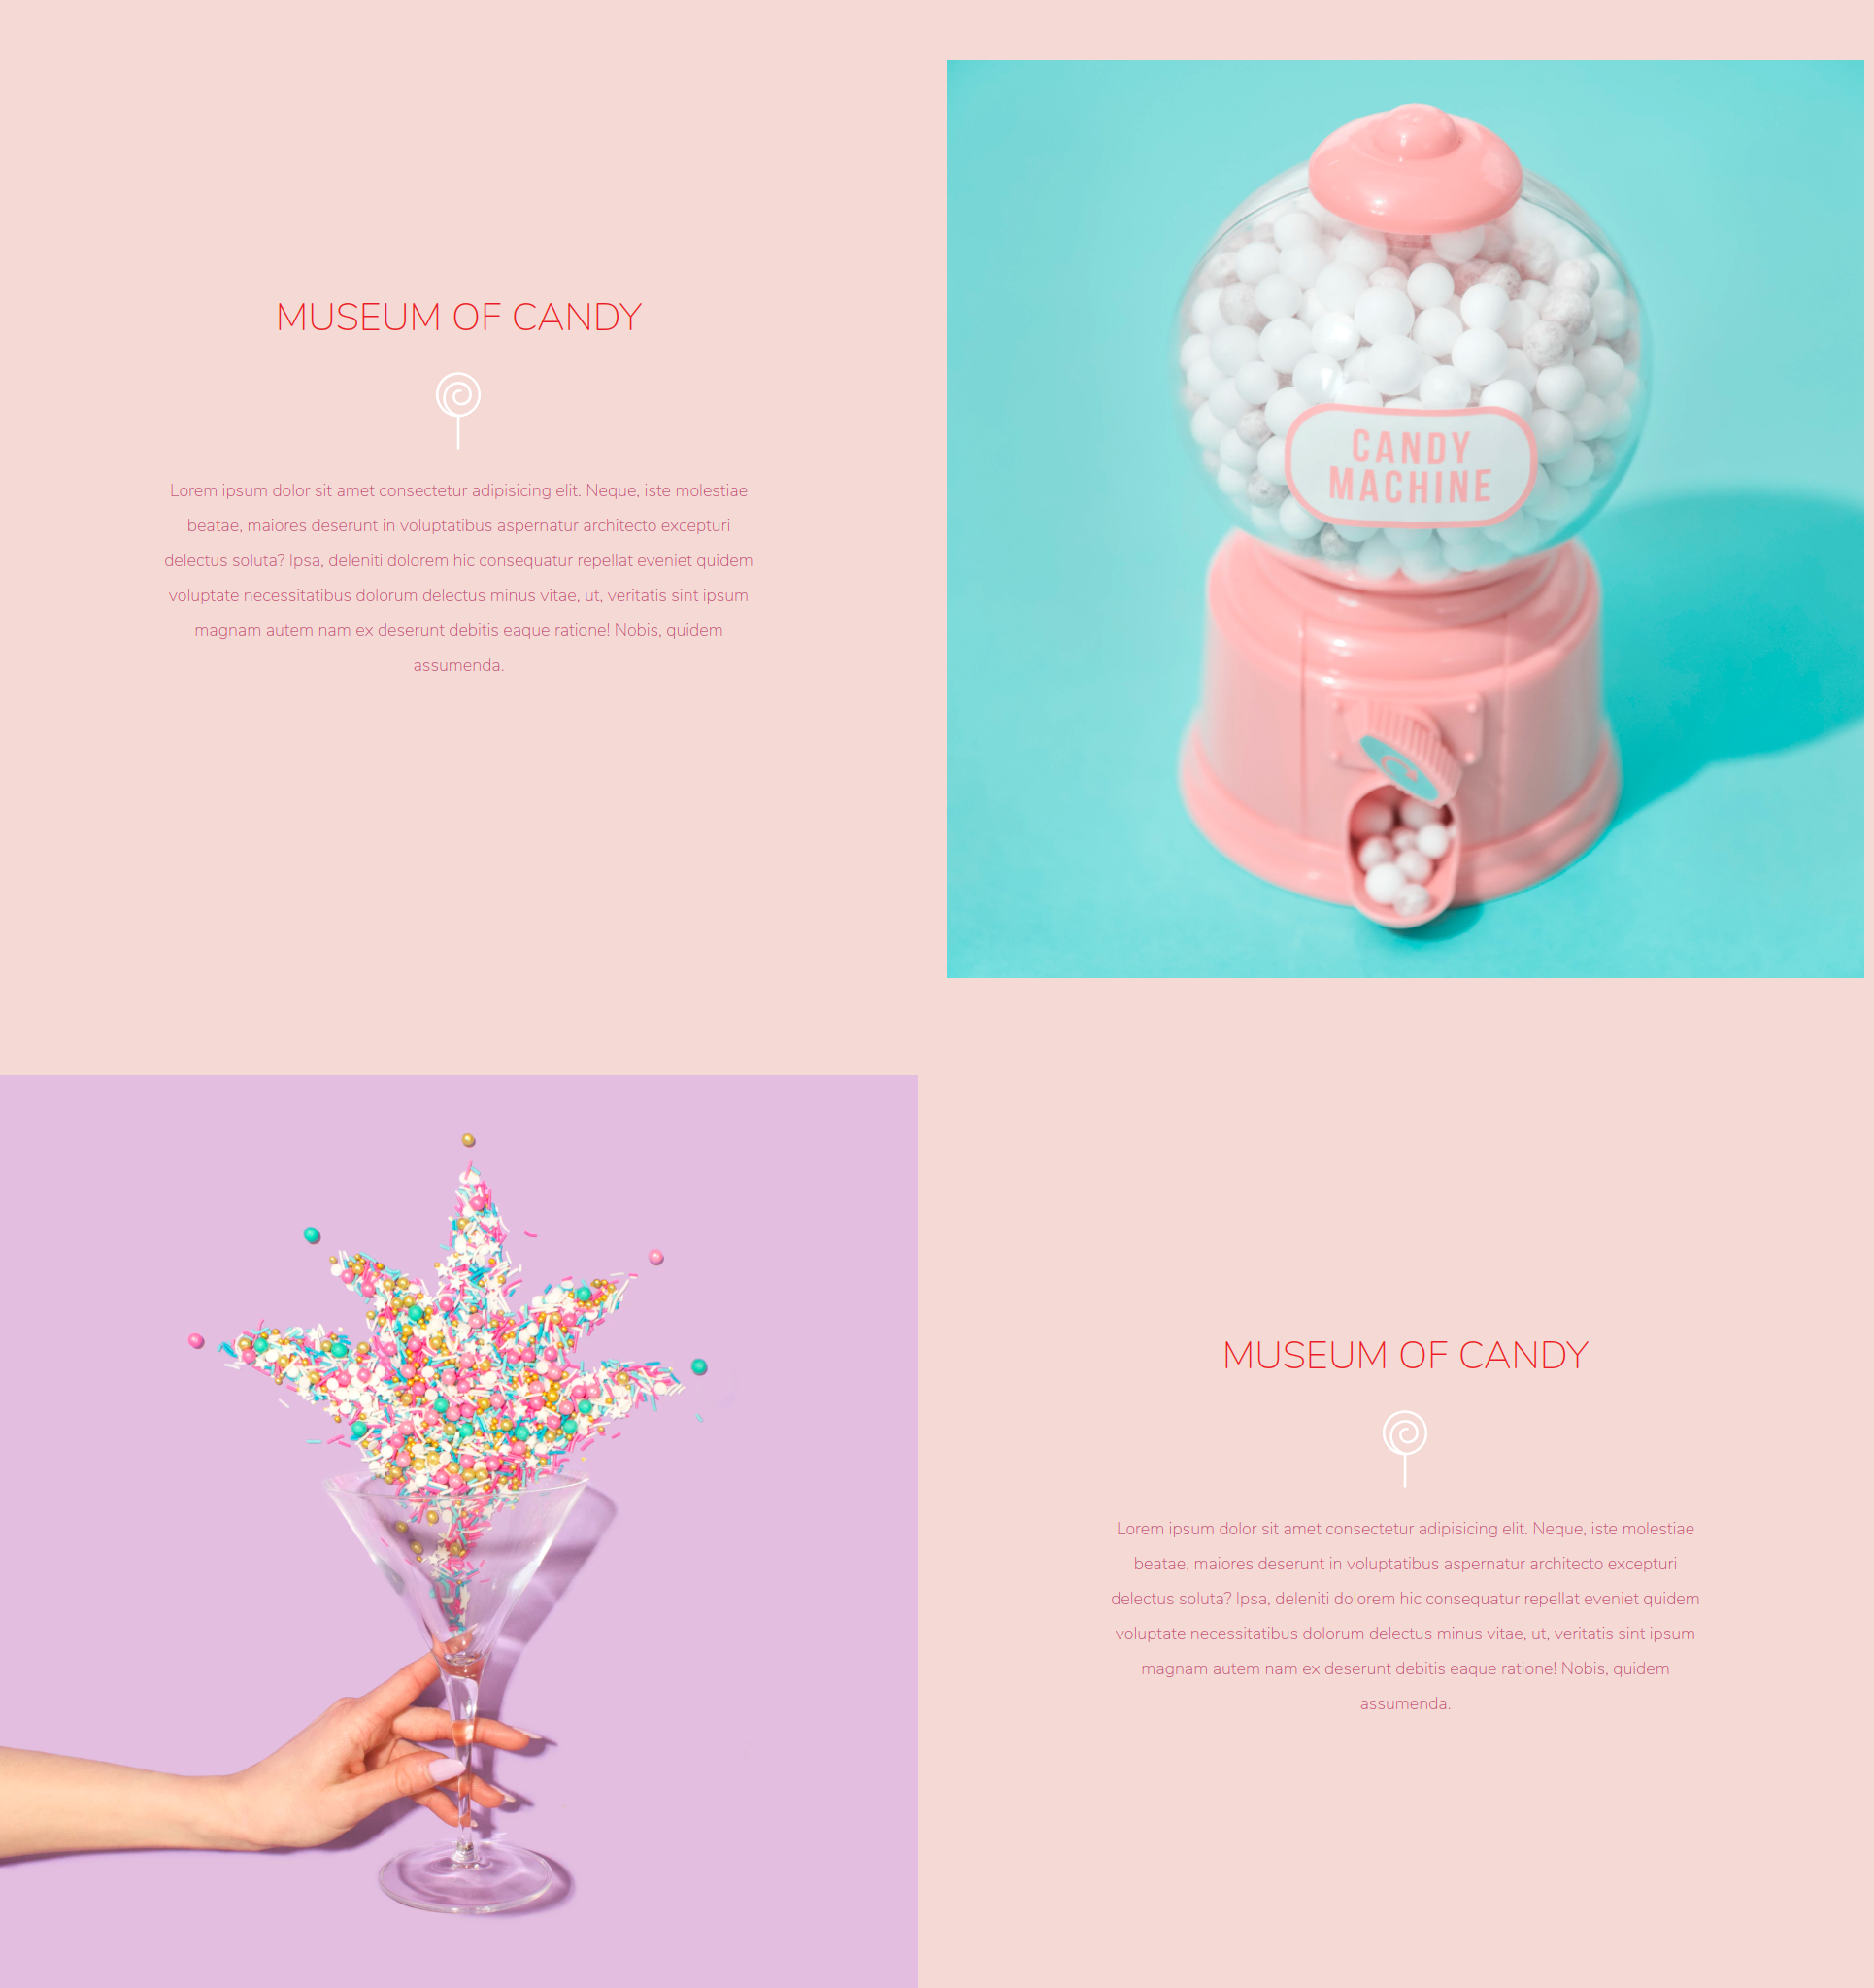 MUSEUM OF CANDY
Lorem ipsum dolor sit amet consectetur adipisicing elit. Neque, iste molestiae
beatae, maiores deserunt in voluptatibus aspernatur architecto excepturi
delectus soluta? Ipsa, deleniti dolorem hic consequatur repellat eveniet quidem
voluptate necessitatibus dolorum delectus minus vitae, ut, veritatis sint ipsum
magnam autem nam ex deserunt debitis eaque ratione! Nobis, quidem
assumenda.
CANDY
MACHINE
MUSEUM OF CANDY
Lorem ipsum dolor sit amet consectetur adipisicing elit. Neque, iste molestiae
beatae, maiores deserunt in voluptatibus aspernatur architecto excepturi
delectus soluta? Ipsa, deleniti dolorem hic consequatur repellat eveniet quidem
voluptate necessitatibus dolorum delectus minus vitae, ut, veritatis sint ipsum
magnam autem nam ex deserunt debitis eaque ratione! Nobis, quidem
assumenda.